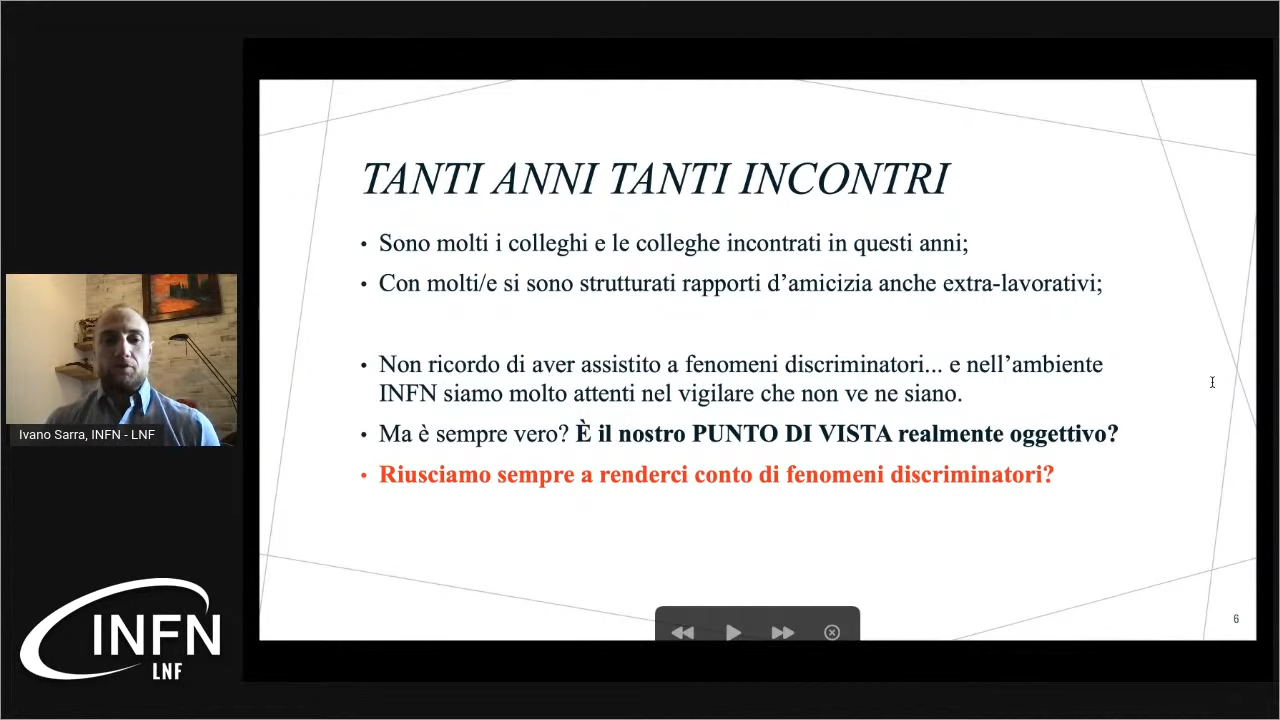 TANTI ANNI TANTI INCONTRI
• Sono molti i colleghi e le colleghe incontrati in questi anni;
• Con molti/e si sono strutturati rapporti d’amicizia anche extra-lavorativi;
• Non ricordo di aver assistito a fenomeni discriminatori... e nell’ambiente
INFN siamo molto attenti nel vigilare che non ve ne siano.
• Ma è sempre vero? È il nostro PUNTO DI VISTA realmente oggettivo?
• Riusciamo sempre a renderci conto di fenomeni discriminatori?
6
Ivano Sarra, INFN - LNF
INFN
LNF